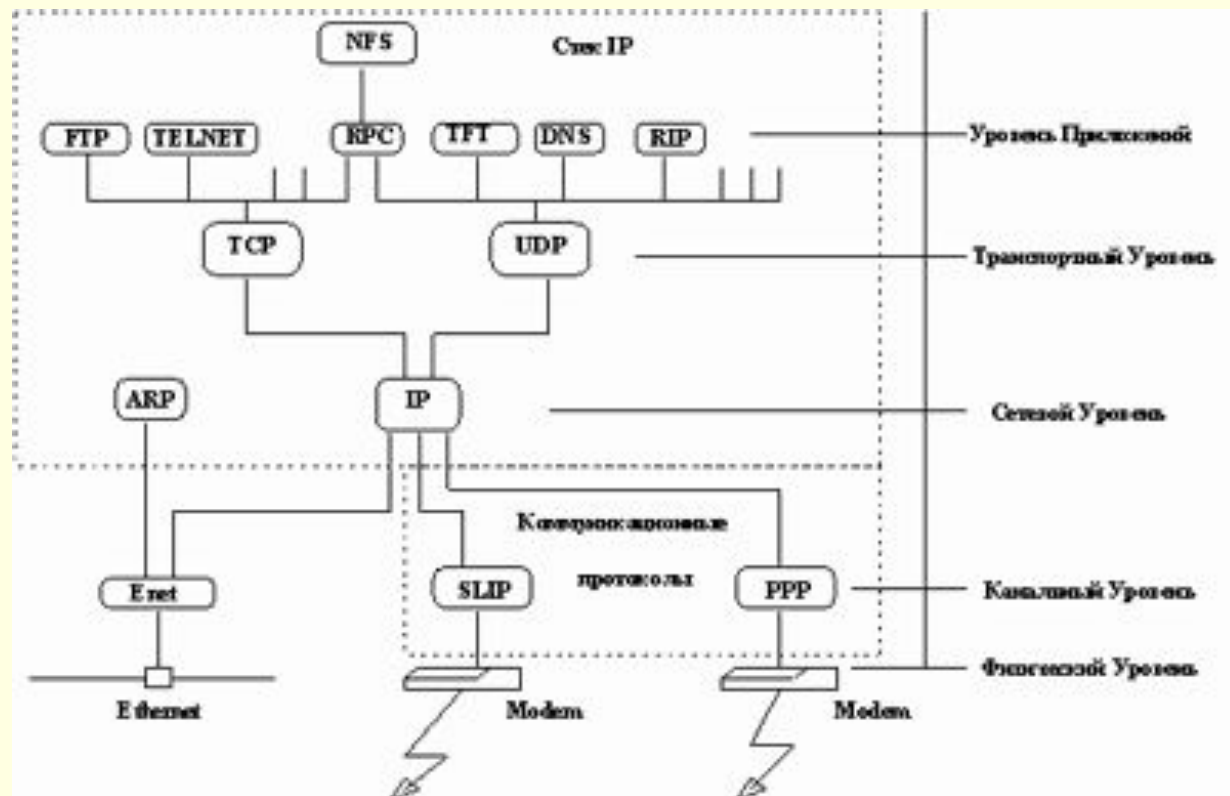 NFS
Стек IP
FTP
TELNET
RPC
TFT
DNS
RIP
Уровень Приложений
TCP
UDP
Транспортный Уровень
ARP
IP
Сетевой Уровень
Коммуникационные
протоколы
Enet
SLIP
PPP
Канальный Уровень
Физический Уровень
Ethernet
Modem
Modem